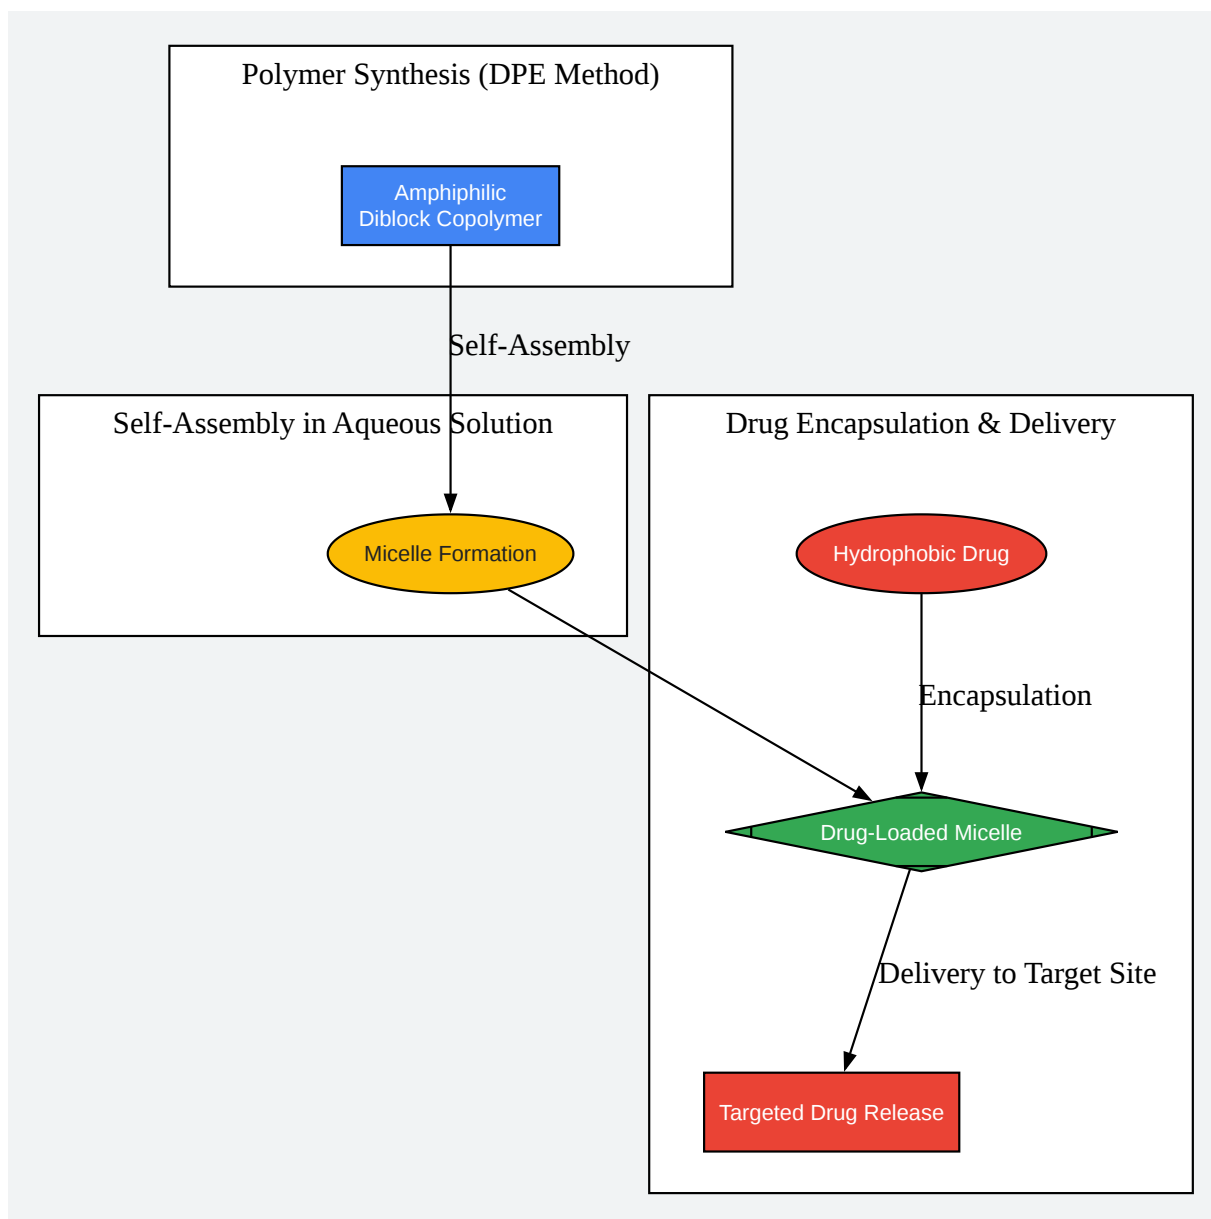 Polymer Synthesis (DPE Method)
Amphiphilic
Diblock Copolymer
Self-Assembly
Self-Assembly in Aqueous Solution
Micelle Formation
Drug Encapsulation & Delivery
Hydrophobic Drug
Encapsulation
Drug-Loaded Micelle
Delivery to Target Site
Targeted Drug Release